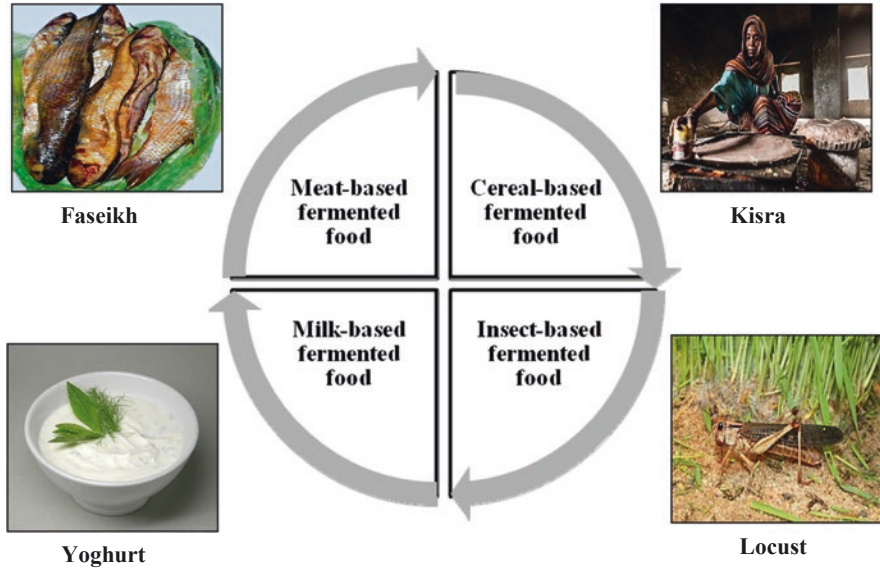 Faseikh
Meat-based
fermented
food
Cereal-based
fermented
food
Kisra
Milk-based
fermented
food
Insect-based
fermented
food
Yoghurt
Locust